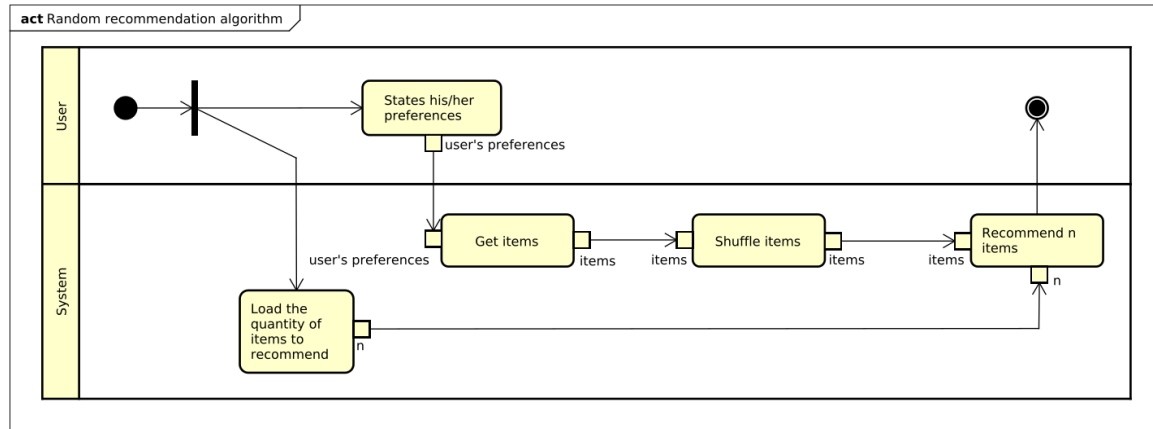 act Random recommendation algorithm
User
States his/her
preferences
user's preferences
System
Get items
user's preferences
items
Shuffle items
items
items
Recommend n
items
items
n
Load the
quantity of
items to
recommend
n